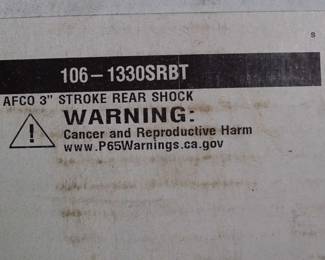 s
106-1330SRBT
AFCO 3" STROKE REAR SHOCK
WARNING:
Cancer and Reproductive Harm
www.P65Warnings.ca.gov